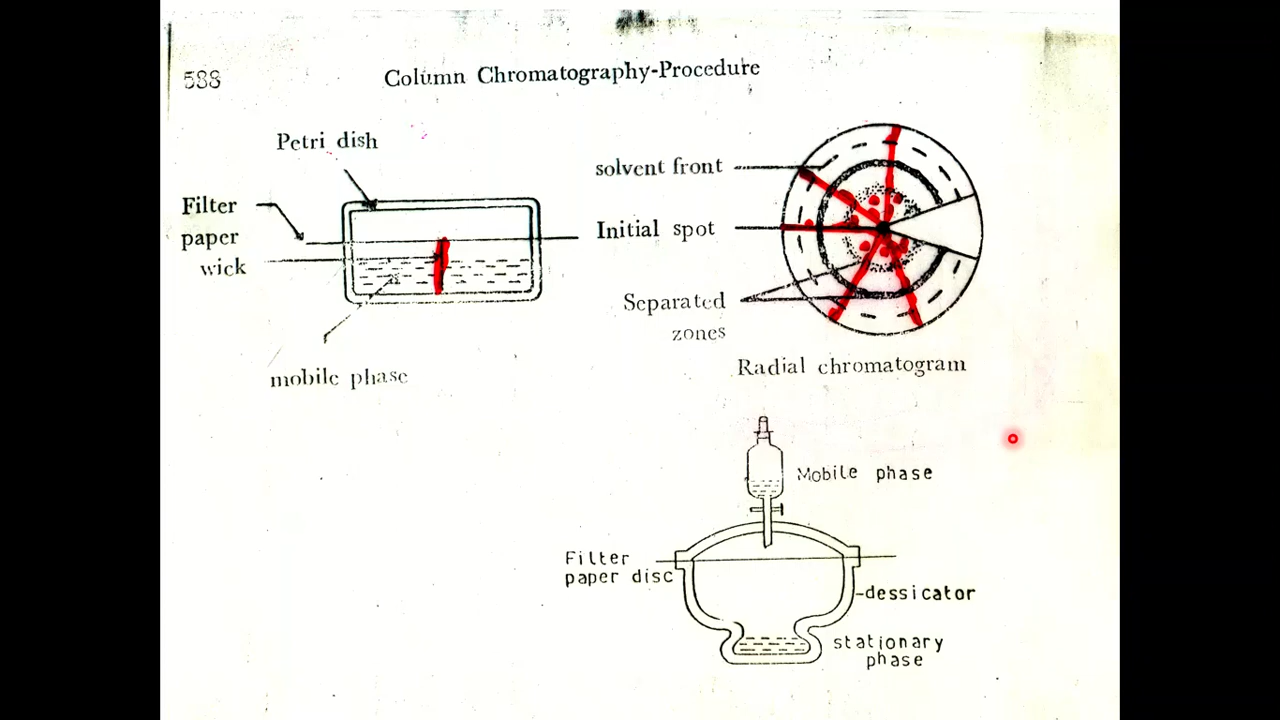 588
Column Chromatography-Procedure
Petri dish
Filter
paper
wick
mobile phase
solvent front
Initial spot
Separated
zones
Radial chromatogram
Mobile phase
Filter
paper disc
dessicator
stationary
phase